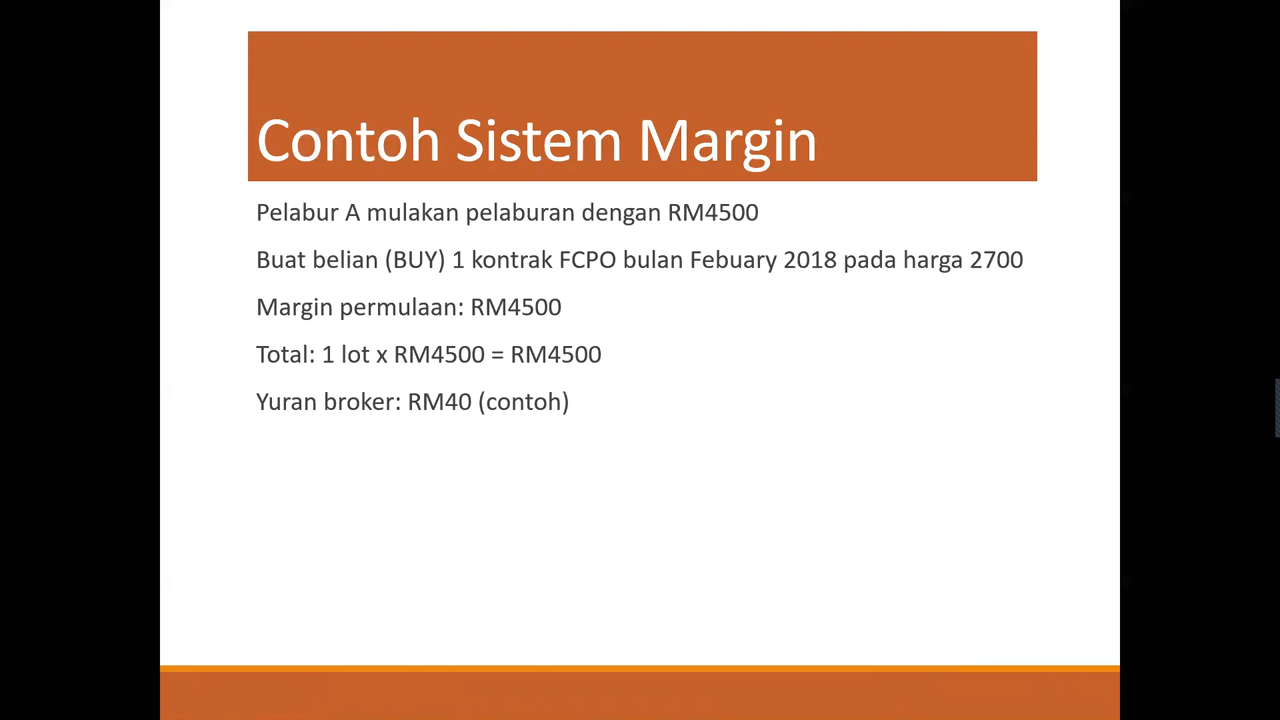 Contoh Sistem Margin
Pelabur A mulakan pelaburan dengan RM4500
Buat belian (BUY) 1 kontrak FCPO bulan Febuary 2018 pada harga 2700
Margin permulaan: RM4500
Total: 1 lot x RM4500 = RM4500
Yuran broker: RM40 (contoh)